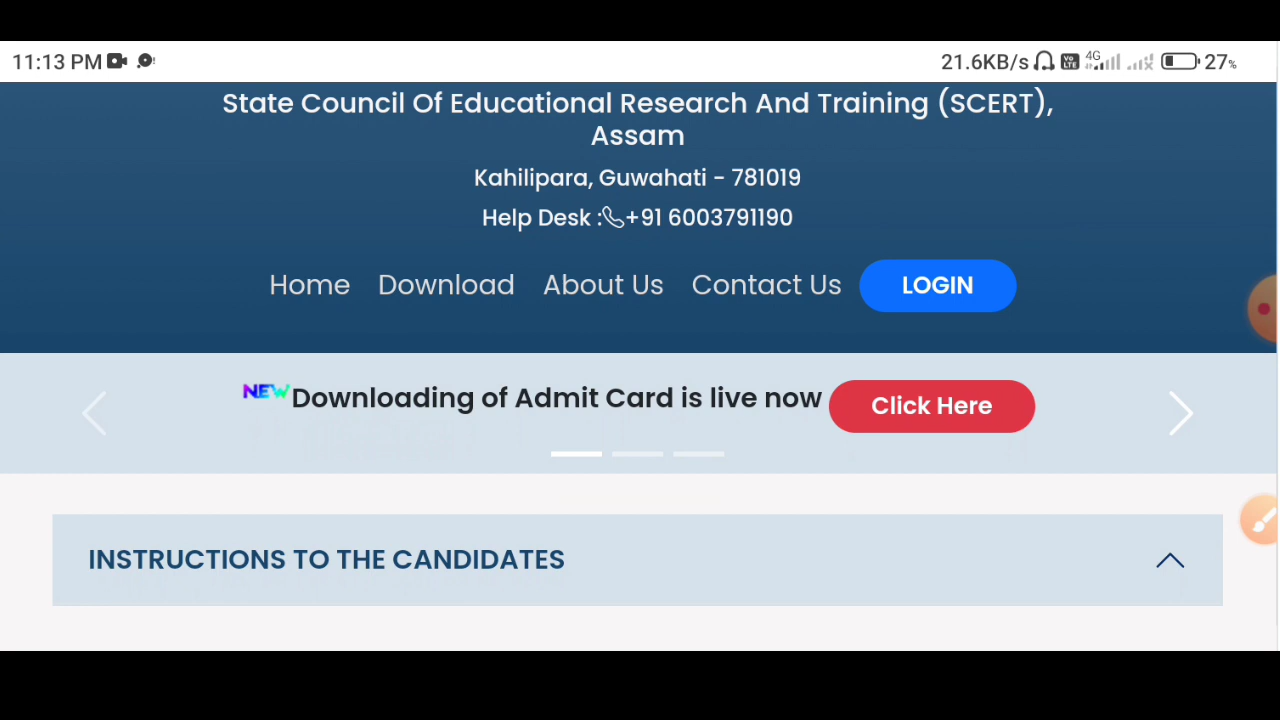 11:13 PM 21.6KB/s 4G Vo LTE 27%
State Council Of Educational Research And Training (SCERT),
Assam
Kahilipara, Guwahati - 781019
Help Desk :+91 6003791190
Home Download About Us Contact Us LOGIN
NEW Downloading of Admit Card is live now Click Here
INSTRUCTIONS TO THE CANDIDATES